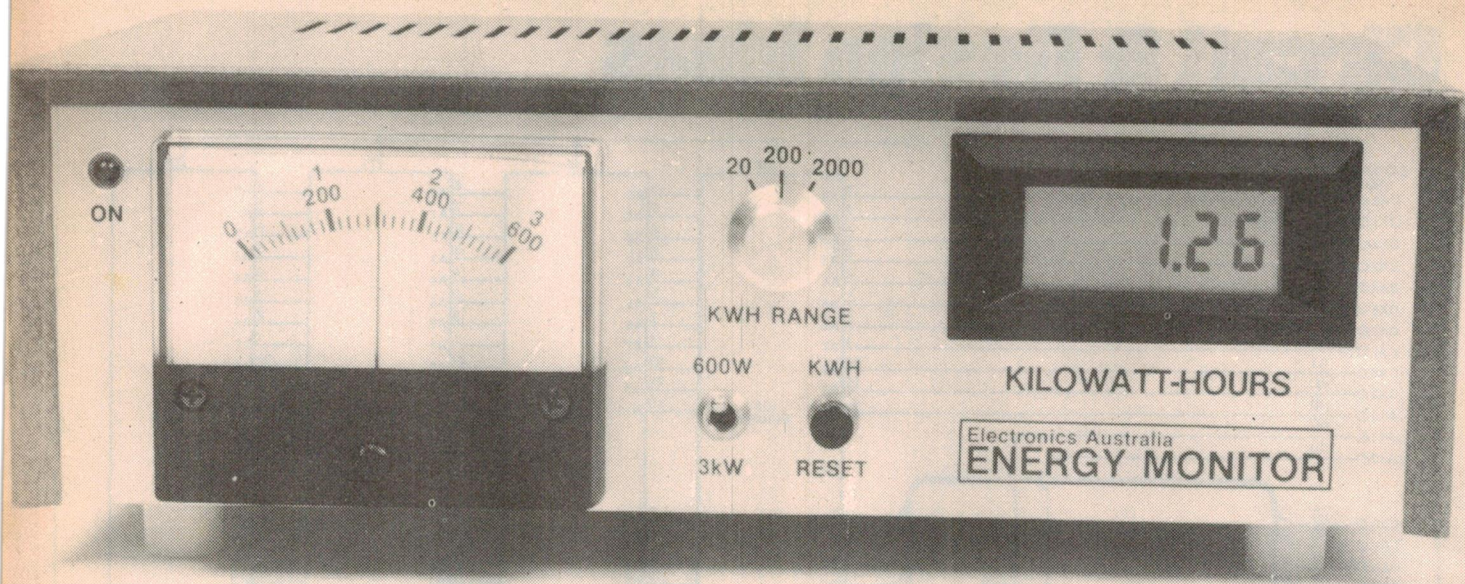 ON
1 2 3
0 200 400 600
20 200 2000
KWH RANGE
600W KWH
3kW RESET
1.26
KILOWATT-HOURS
Electronics Australia
ENERGY MONITOR